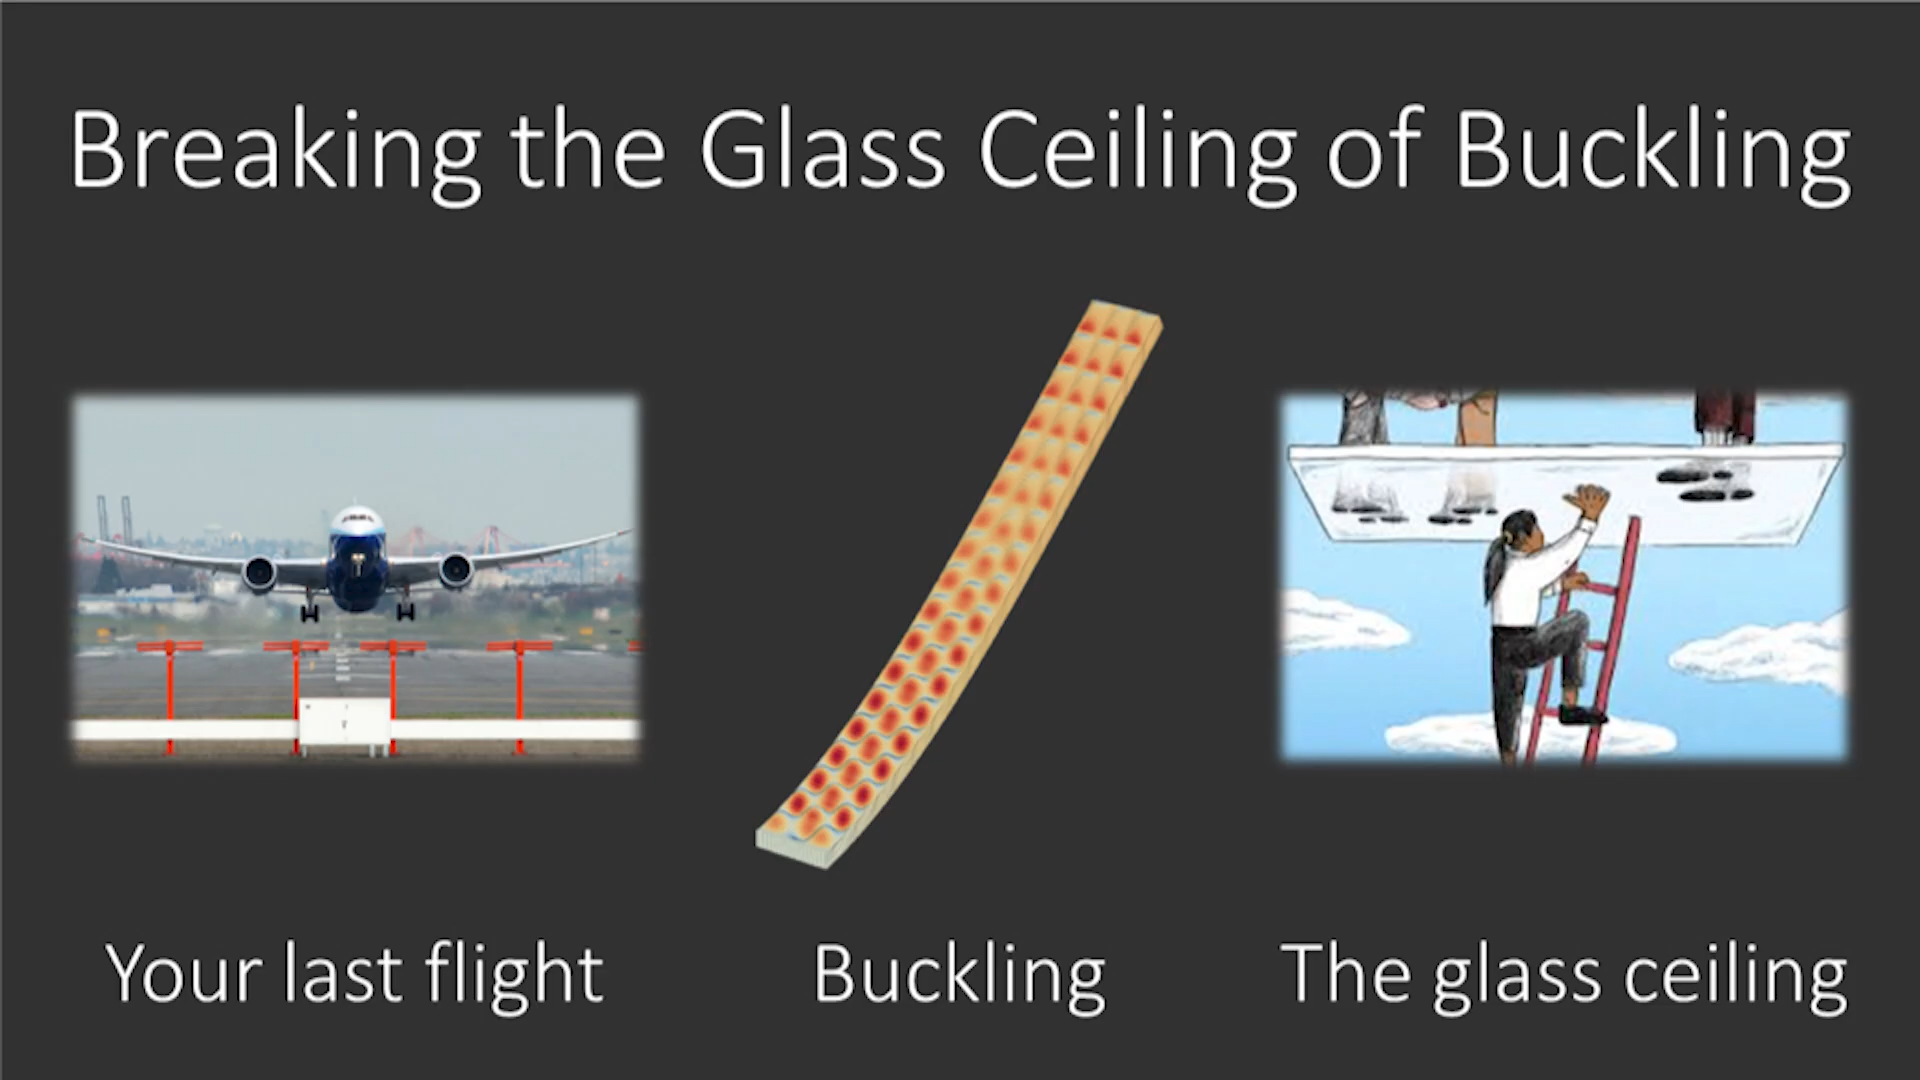 Breaking the Glass Ceiling of Buckling
Your last flight
Buckling
The glass ceiling